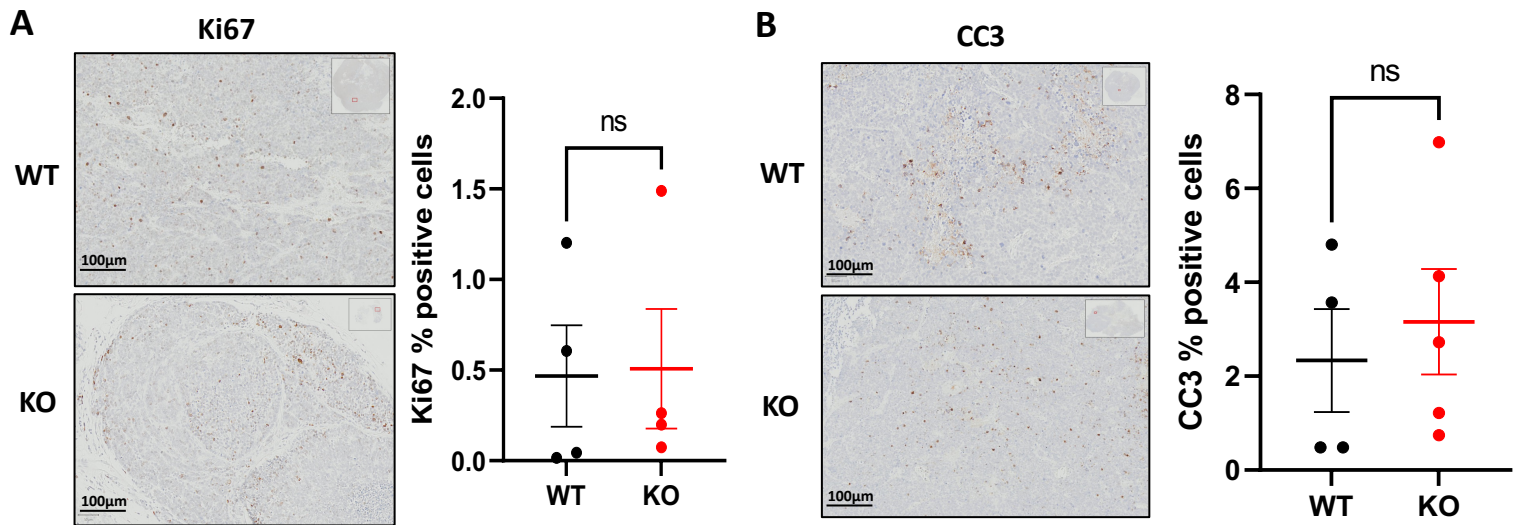 A
Ki67
WT
100µm
KO
100µm
Ki67 % positive cells
2.0
1.5
1.0
0.5
0.0
ns
WT
KO
B
CC3
WT
100µm
KO
100µm
CC3 % positive cells
8
6
4
2
0
ns
WT
KO